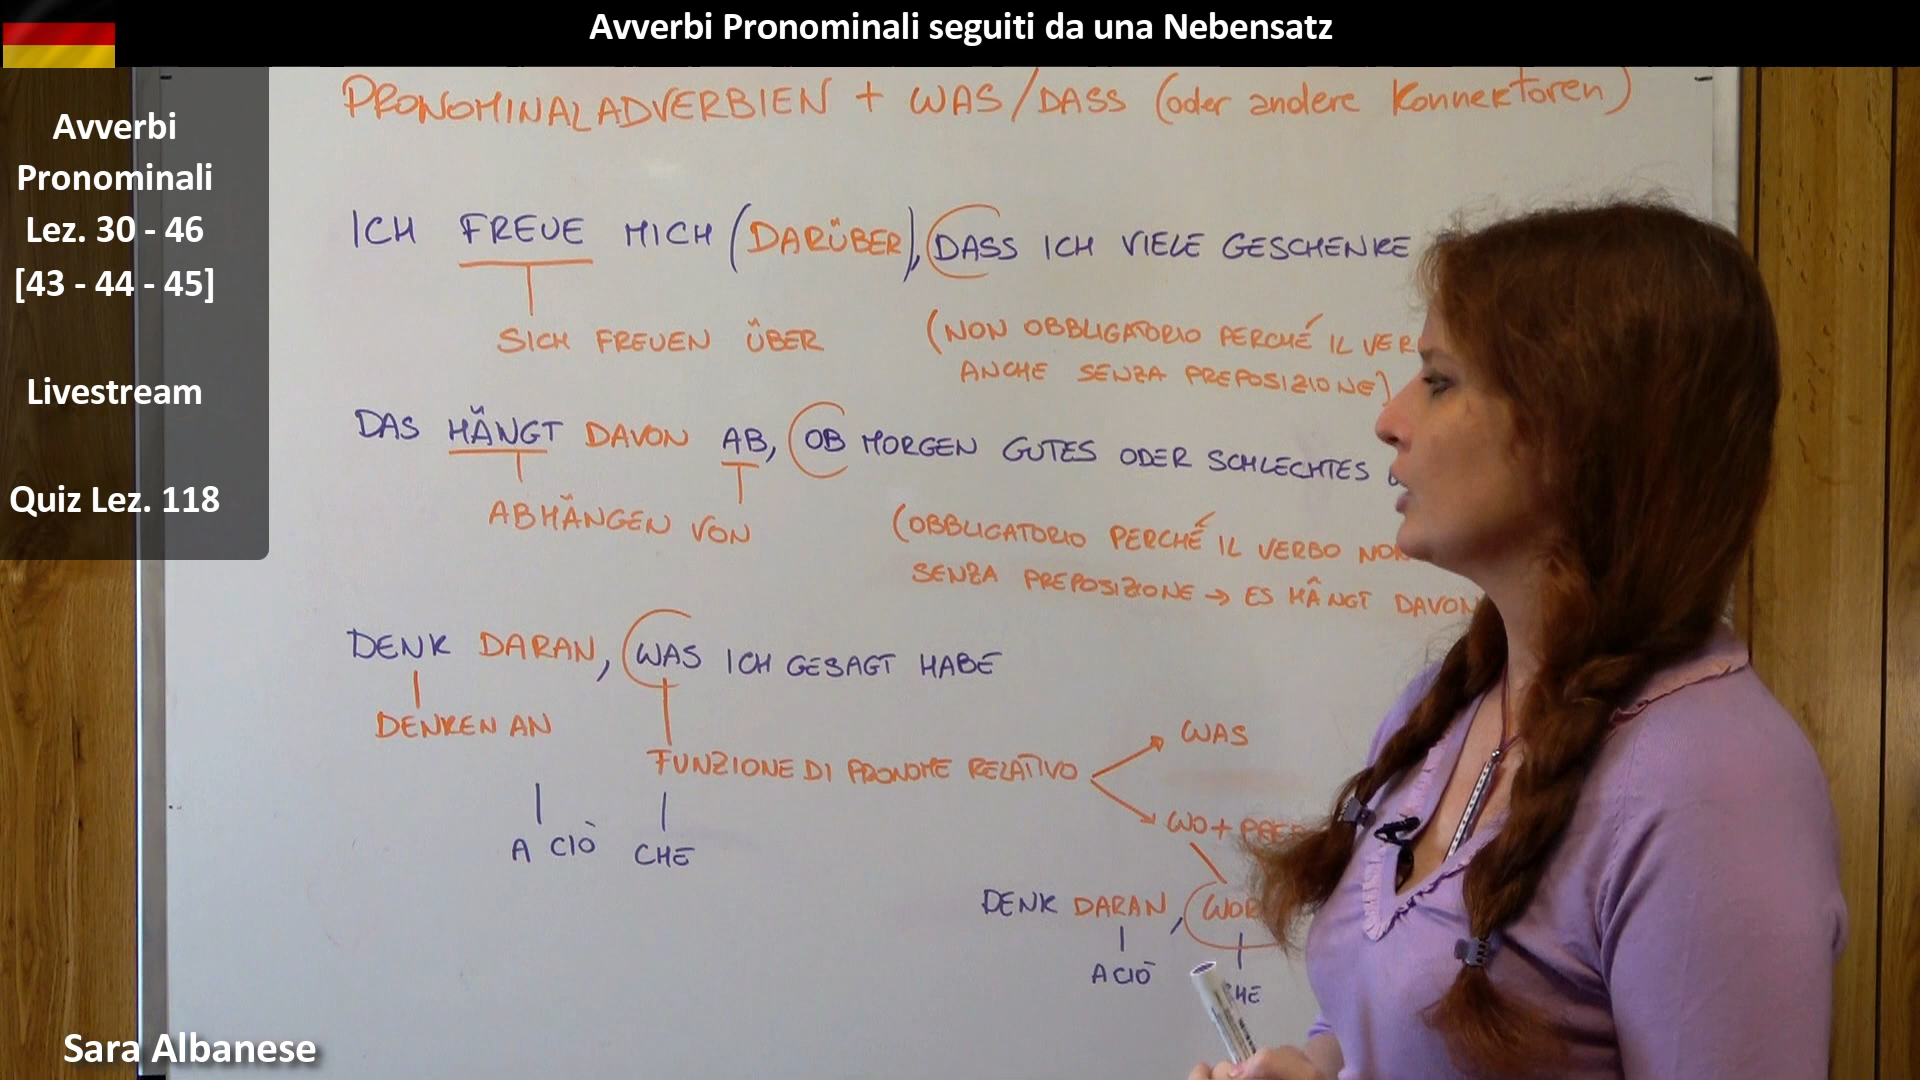 Avverbi Pronominali seguiti da una Nebensatz
Avverbi
Pronominali
Lez. 30 - 46
[43 - 44 - 45]
Livestream
Quiz Lez. 118
PRONOMINALADVERBIEN + WAS/DASS (oder andere Konnektoren)
ICH FREUE MICH (DARÜBER), DASS ICH VIELE GESCHENKE
SICH FREUEN ÜBER
(NON OBBLIGATORIO PERCHÉ IL
ANCHE SENZA PREPOSIZIONE)
DAS HÄNGT DAVON AB, OB MORGEN GUTES ODER SCHLECHTES
ABHÄNGEN VON
(OBBLIGATORIO PERCHÉ IL VERBO
SENZA PREPOSIZIONE → ES HÄNGT DAVON
DENK DARAN, WAS ICH GESAGT HABE
DENKEN AN
FUNZIONE DI PRONOME RELATIVO
WAS
WO +
A CIÒ CHE
DENK DARAN,
A CIÒ
Sara Albanese